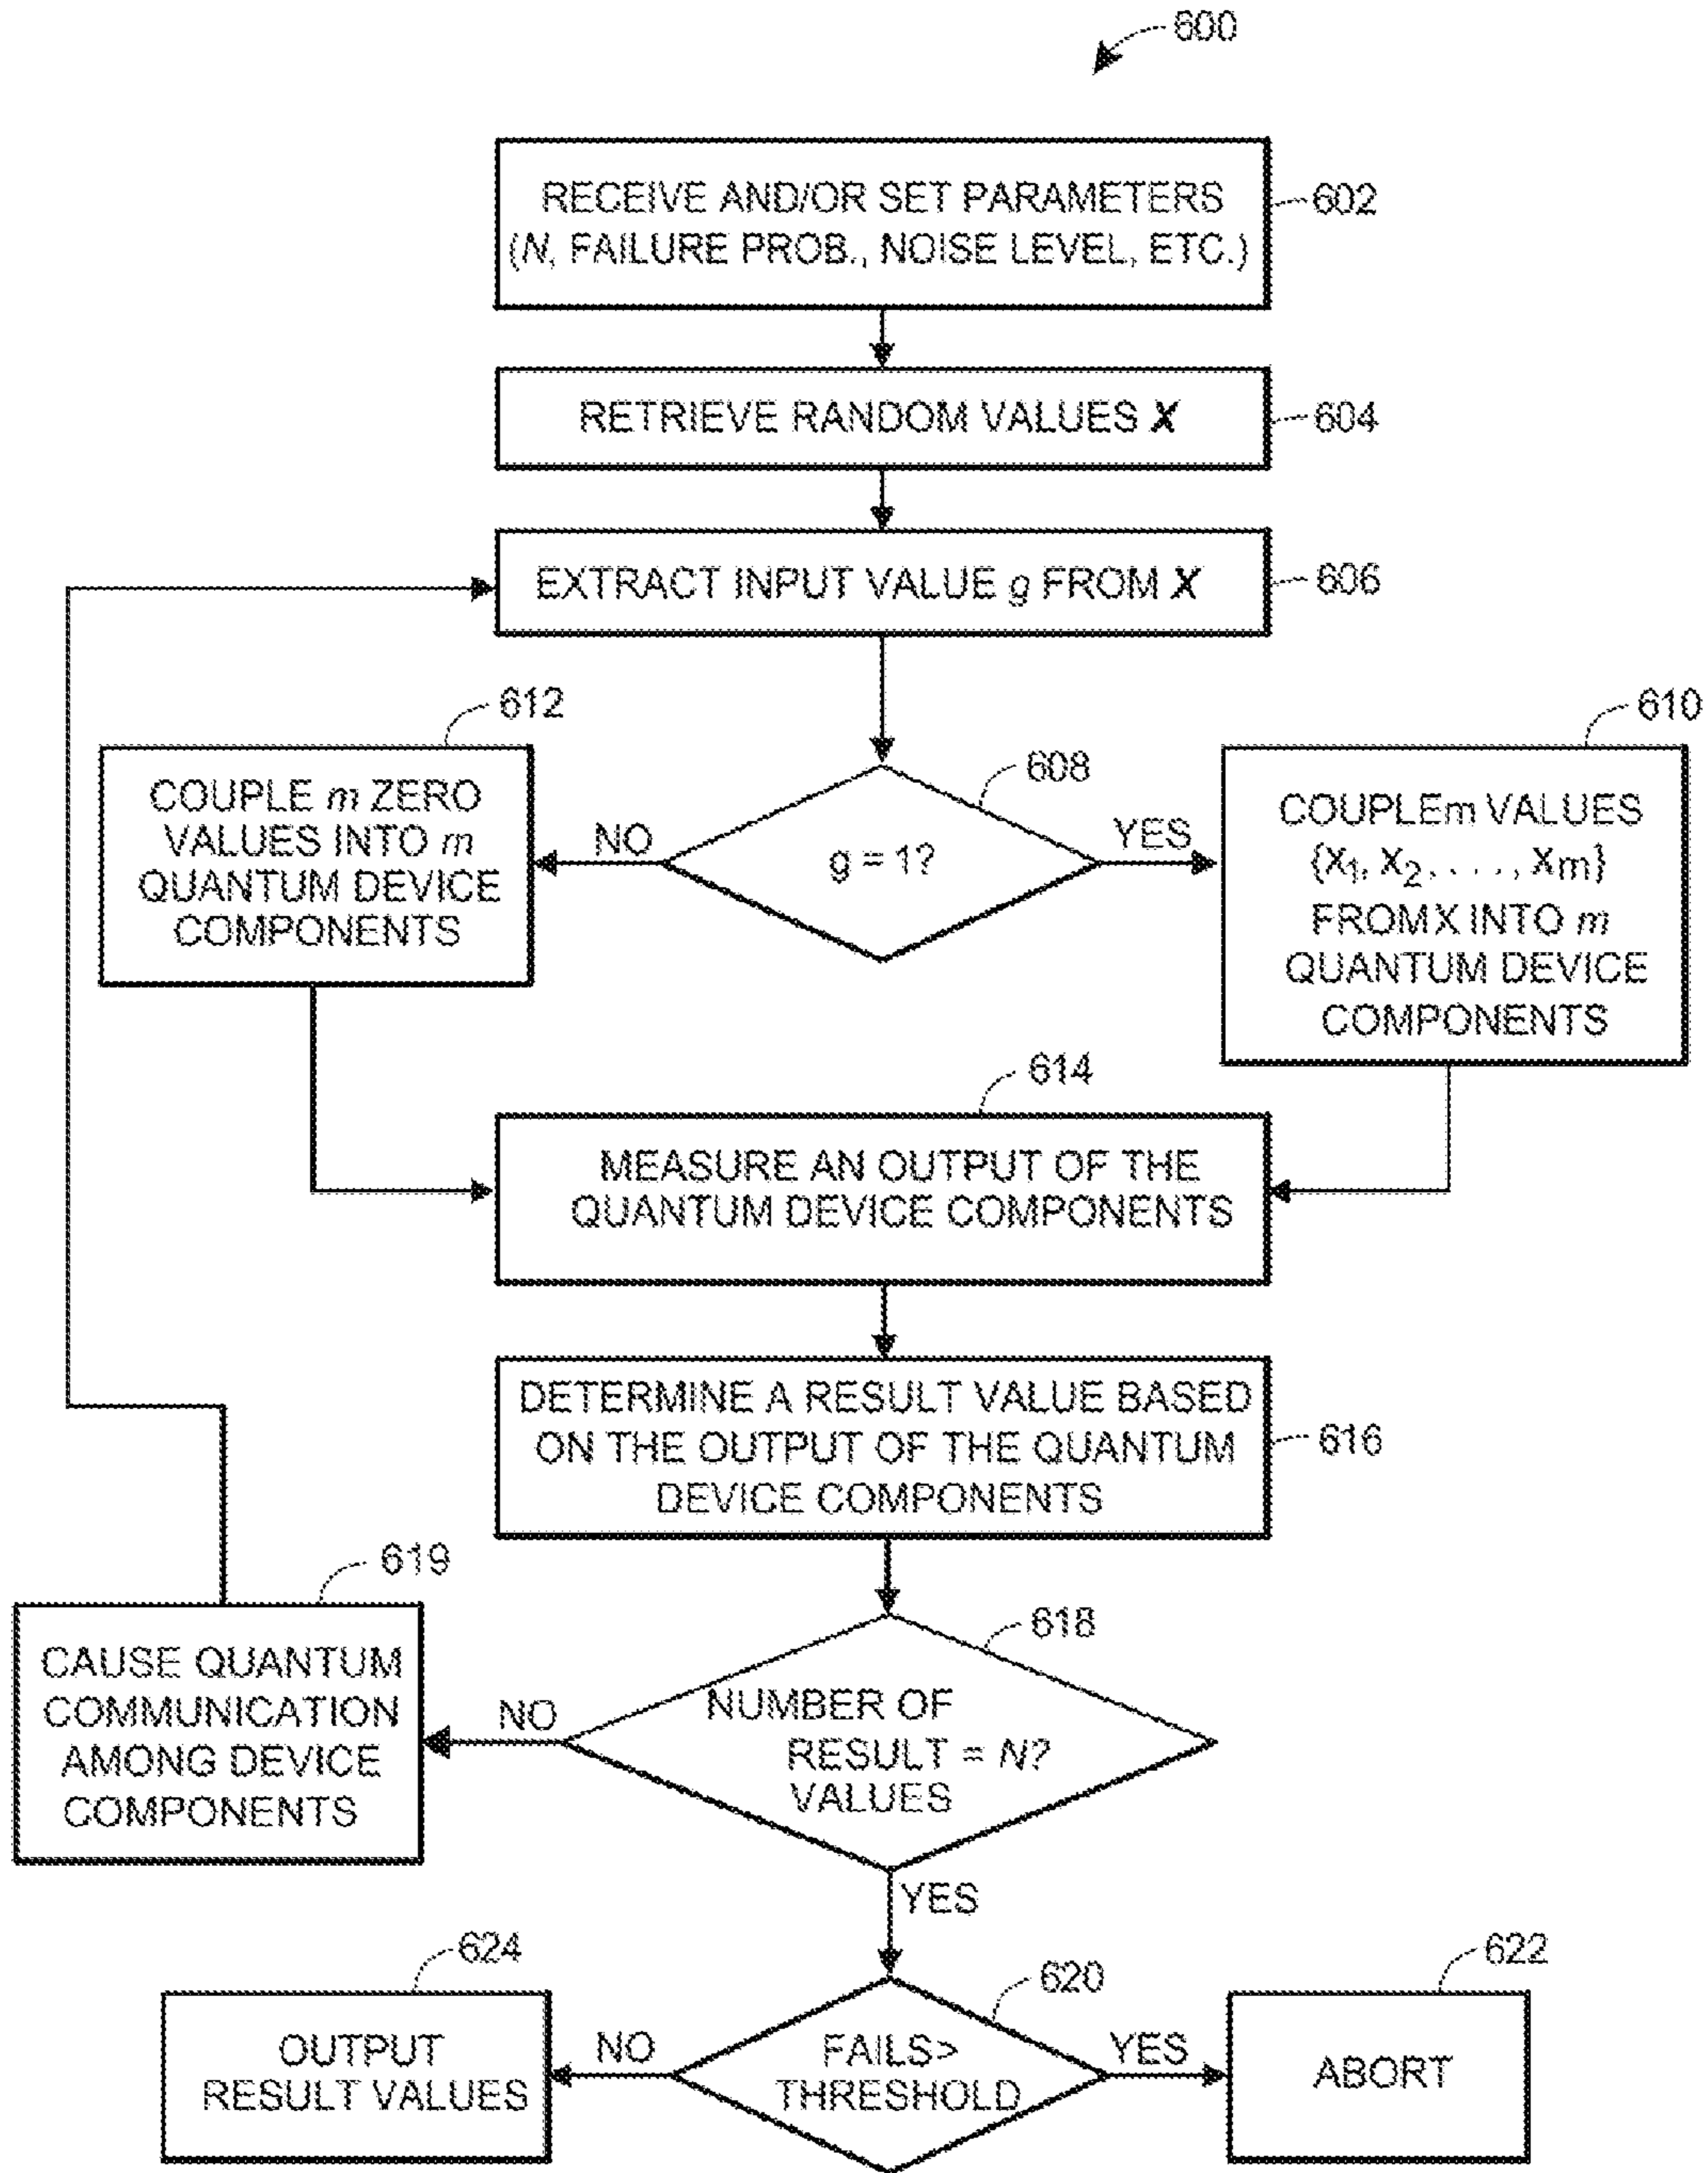 600
RECEIVE AND/OR SET PARAMETERS
(N, FAILURE PROB., NOISE LEVEL, ETC.)
602
RETRIEVE RANDOM VALUES X
604
EXTRACT INPUT VALUE g FROM X
606
612
COUPLE m ZERO
VALUES INTO m
QUANTUM DEVICE
COMPONENTS
NO
608
g = 1?
YES
610
COUPLEm VALUES
{X1, X2, . . . , Xm}
FROMX INTO m
QUANTUM DEVICE
COMPONENTS
614
MEASURE AN OUTPUT OF THE
QUANTUM DEVICE COMPONENTS
DETERMINE A RESULT VALUE BASED
ON THE OUTPUT OF THE QUANTUM
DEVICE COMPONENTS
616
619
CAUSE QUANTUM
COMMUNICATION
AMONG DEVICE
COMPONENTS
NO
618
NUMBER OF
RESULT = N?
VALUES
YES
624
OUTPUT
RESULT VALUES
NO
620
FAILS>
THRESHOLD
YES
622
ABORT